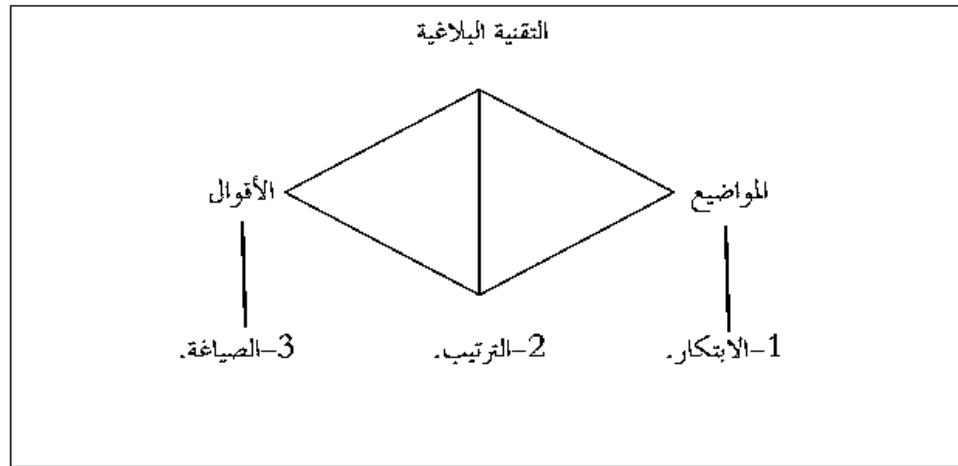 التقنية البلاغية
المواضيع الأقوال
1-الابتكار. 2-الترتيب. 3-الصياغة.